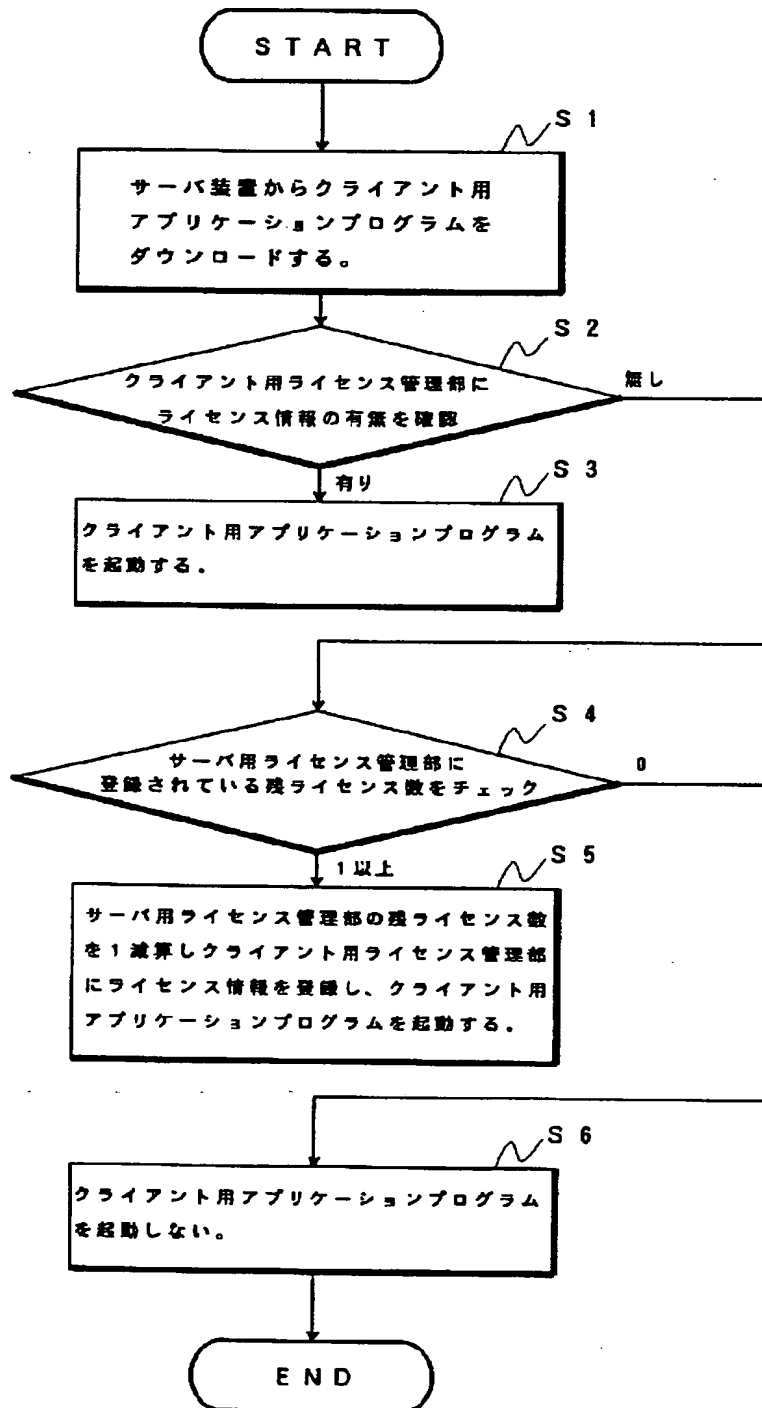 START
S1
サーバ装置からクライアント用
アプリケーションプログラムを
ダウンロードする。
S2
クライアント用ライセンス管理部に
ライセンス情報の有無を確認
無し
有り
S3
クライアント用アプリケーションプログラム
を起動する.
S4
サーバ用ライセンス管理部に
登録されている残ライセンス数をチェック
0
1以上
S5
サーバ用ライセンス管理部の残ライセンス数
を1減算しクライアント用ライセンス管理部
にライセンス情報を登録し、クライアント用
アプリケーションプログラムを起動する.
S6
クライアント用アプリケーションプログラム
を起動しない。
END